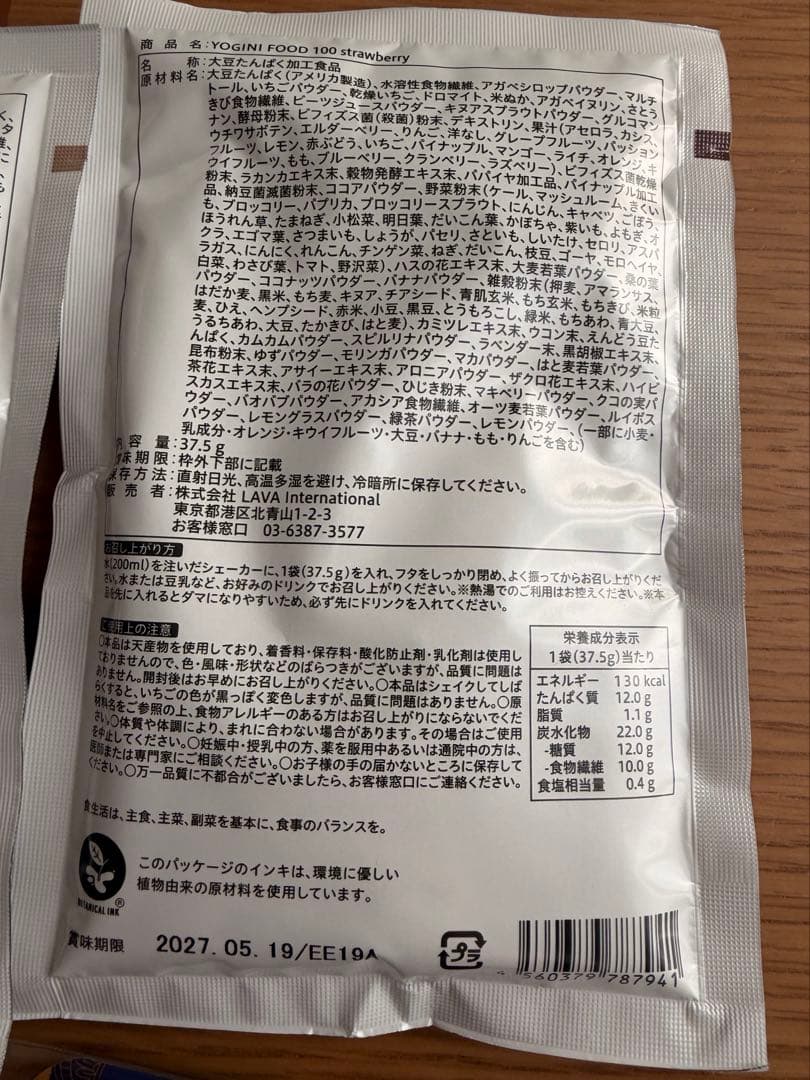 商品名:YOGINI FOOD 100 strawberry
名称:大豆たんぱく加工食品
原材料名:大豆たんぱく(アメリカ製造)、水溶性食物繊維、アガベシロップパウダー、マルチ
トール、いちごパウダー、乾燥いちご、ドロマイト、米ぬか、アガベイヌリン、さとう
きび食物繊維、ビーツジュースパウダー、キヌアスプラウトパウダー、グルコマン
ナン、酵母粉末、ビフィズス菌(殺菌)粉末、デキストリン、果汁(アセロラ、カシス、
ウチワサボテン、エルダーベリー、りんご、洋なし、グレープフルーツ、パッション
フルーツ、レモン、赤ぶどう、いちご、パイナップル、マンゴー、ライチ、オレンジ、キ
ウイフルーツ、もも、ブルーベリー、クランベリー、ラズベリー)、ビフィズス菌乾燥
粉末、ラカンカエキス末、穀物発酵エキス末、パパイヤ加工品、パイナップル加工
品、納豆菌滅菌粉末、ココアパウダー、野菜粉末(ケール、マッシュルーム、きくい
も、ブロッコリー、パプリカ、ブロッコリースプラウト、にんじん、キャベツ、ごぼう、
ほうれん草、たまねぎ、小松菜、明日葉、だいこん葉、かぼちゃ、紫いも、よもぎ、オ
クラ、エゴマ葉、さつまいも、しょうが、パセリ、さといも、しいたけ、セロリ、アスパ
ラガス、にんにく、れんこん、チンゲン菜、ねぎ、だいこん、枝豆、ゴーヤ、モロヘイヤ、
白菜、わさび葉、トマト、野沢菜)、ハスの花エキス末、大麦若葉パウダー、桑の葉
パウダー、ココナッツパウダー、バナナパウダー、雑穀粉末(押麦、アマランサス、
はだか麦、黒米、もち麦、キヌア、チアシード、青肌玄米、もち玄米、もちきび、米粒
麦、ひえ、ヘンプシード、赤米、小豆、黒豆、とうもろこし、緑米、もちあわ、青大豆、
うるちあわ、大豆、たかきび、はと麦)、カミツレエキス末、ウコン末、えんどう豆た
んぱく、カムカムパウダー、スピルリナパウダー、ラベンダー末、黒胡椒エキス末、
昆布粉末、ゆずパウダー、モリンガパウダー、マカパウダー、はと麦若葉パウダー、
茶花エキス末、アサイーエキス末、アロニアパウダー、ザクロ花エキス末、ハイビ
スカスエキス末、バラの花パウダー、ひじき粉末、マキベリーパウダー、クコの実パ
ウダー、バオバブパウダー、アカシア食物繊維、オーツ麦若葉パウダー、ルイボス
パウダー、レモングラスパウダー、緑茶パウダー、レモンパウダー、(一部に小麦・
乳成分・オレンジ・キウイフルーツ・大豆・バナナ・もも・りんごを含む)
内容量:37.5g
賞味期限:枠外下部に記載
保存方法:直射日光、高温多湿を避け、冷暗所に保存してください。
販売者:株式会社 LAVA International
東京都港区北青山1-2-3
お客様窓口 03-6387-3577
お召し上がり方
水(200ml)を注いだシェーカーに、1袋(37.5g)を入れ、フタをしっかり閉め、よく振ってからお召し上がりくだ
さい。水または豆乳など、お好みのドリンクでお召し上がりください。※熱湯でのご利用はお控えください。※本
品を先に入れるとダマになりやすいため、必ず先にドリンクを入れてください。
ご使用上の注意
○本品は天産物を使用しており、着香料・保存料・酸化防止剤・乳化剤は使用し
ておりませんので、色・風味・形状などのばらつきがございますが、品質に問題は
ありません。開封後はお早めにお召し上がりください。○本品はシェイクしてしば
らくすると、いちごの色が黒っぽく変色しますが、品質に問題はありません。○原
材料名をご参照の上、食物アレルギーのある方はお召し上がりにならないでくだ
さい。○体質や体調により、まれに合わない場合があります。その場合はご使用
を中止してください。○妊娠中・授乳中の方、薬を服用中あるいは通院中の方は、
医師または専門家にご相談ください。○お子様の手の届かないところに保存して
ください。○万一品質に不都合がございましたら、お客様窓口にご連絡ください。
栄養成分表示
1袋(37.5g)当たり
エネルギー 130 kcal
たんぱく質 12.0 g
脂質 1.1 g
炭水化物 22.0 g
-糖質 12.0 g
-食物繊維 10.0 g
食塩相当量 0.4 g
食生活は、主食、主菜、副菜を基本に、食事のバランスを。
このパッケージのインキは、環境に優しい
植物由来の原材料を使用しています。
BOTANICAL INK®
賞味期限 2027.05.19/EE19A
プラ
4 560379 787941